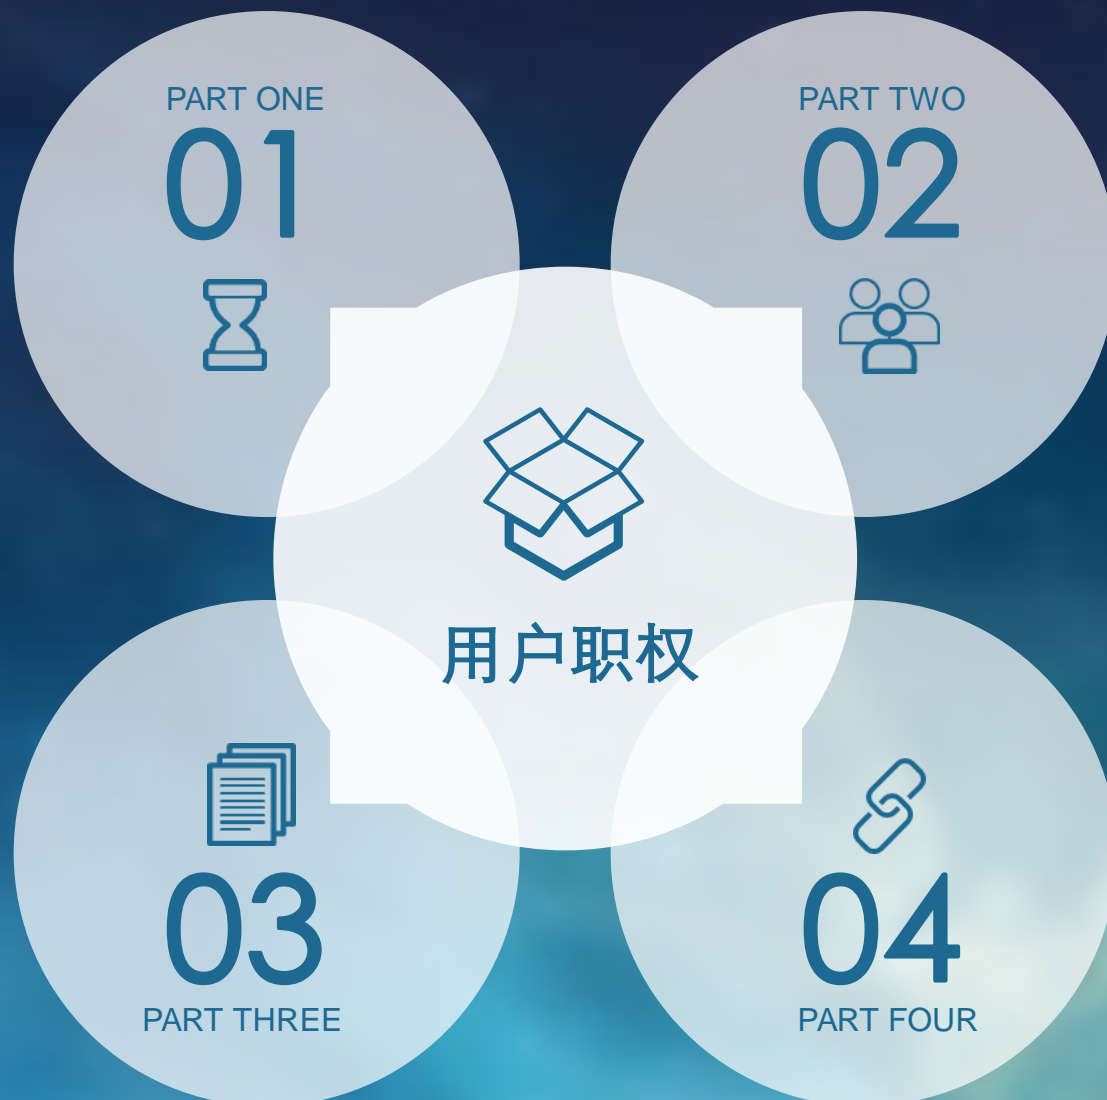 PART ONE
01
PART TWO
02
用户职权
03
PART THREE
04
PART FOUR